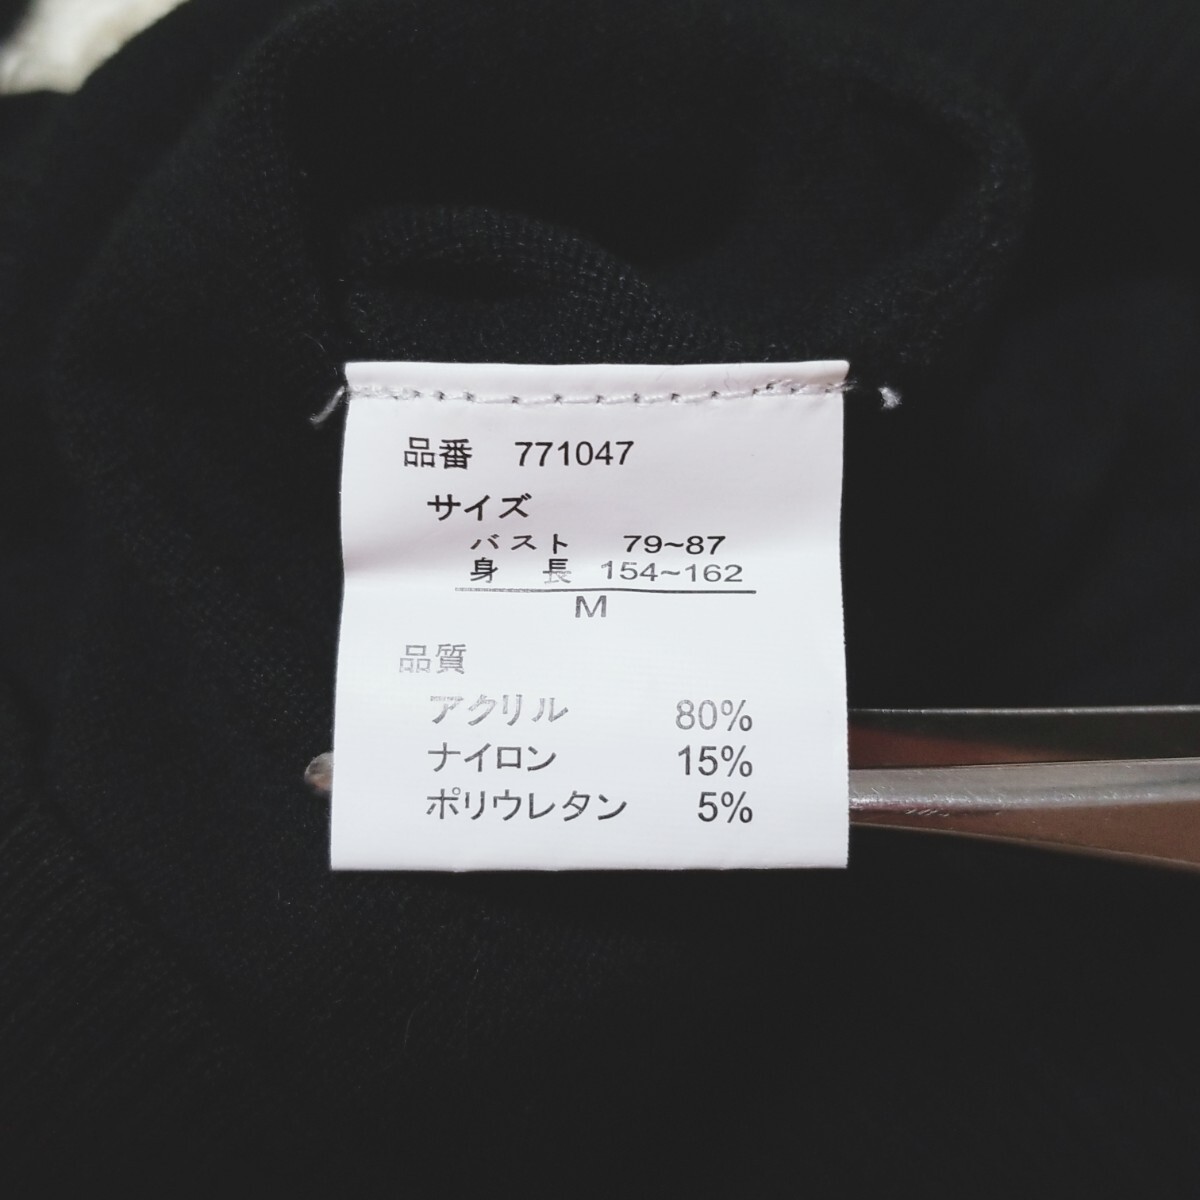 品番 771047
サイズ
バスト 79~87
身長 154~162
M
品質
アクリル 80%
ナイロン 15%
ポリウレタン 5%